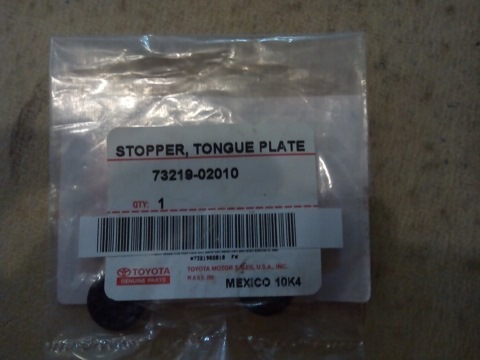 STOPPER, TONGUE PLATE
73219-02010
QTY: 1
TOYOTA
GENUINE PARTS
TOYOTA MOTOR SALES, U.S.A., INC.
MEXICO 10K4